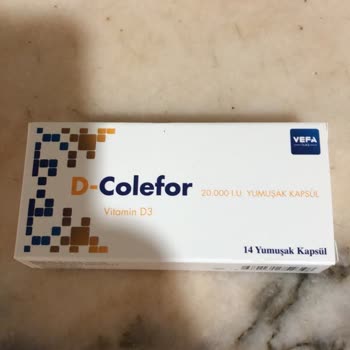 VEFA
D-Colefor
20.000 I.U. YUMUŞAK KAPSÜL
Vitamin D3
14 Yumuşak Kapsül